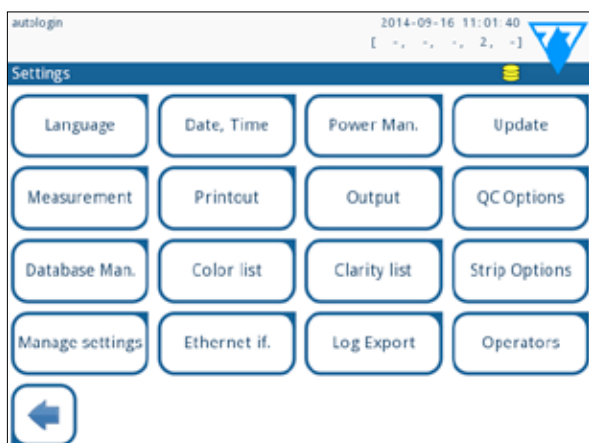 autologin 2014-09-16 11:01:40
[ -, -, -, 2, -]
Settings
Language Date, Time Power Man. Update
Measurement Printout Output QC Options
Database Man. Color list Clarity list Strip Options
Manage settings Ethernet if. Log Export Operators